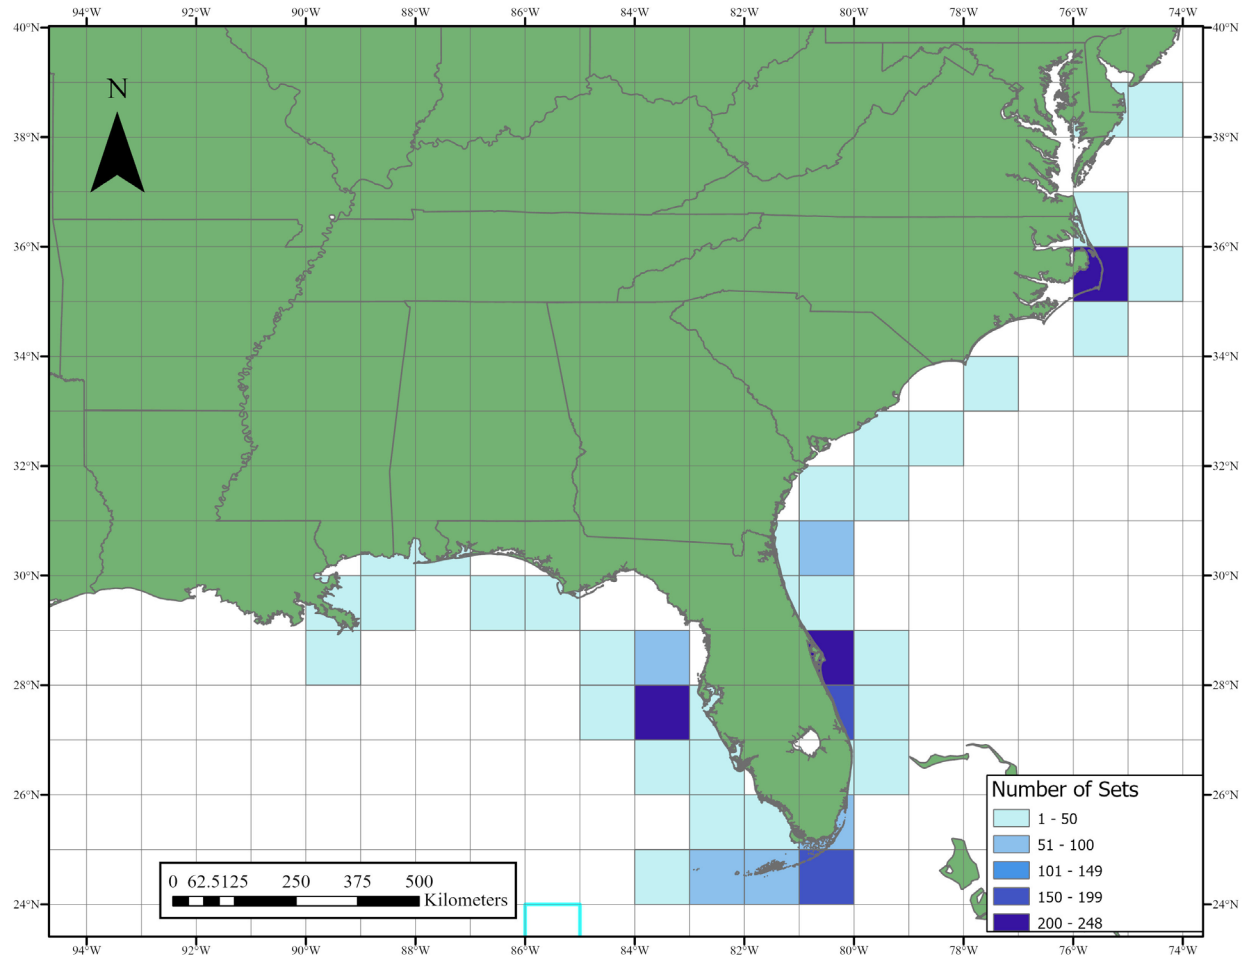 94°W 92°W 90°W 88°W 86°W 84°W 82°W 80°W 78°W 76°W 74°W
40°N 40°N
N
38°N 38°N
36°N 36°N
34°N 34°N
32°N 32°N
30°N 30°N
28°N 28°N
26°N 26°N
Number of Sets
1 - 50
51 - 100
101 - 149
150 - 199
200 - 248
0 62.5 125 250 375 500
Kilometers
24°N 24°N
94°W 92°W 90°W 88°W 86°W 84°W 82°W 80°W 78°W 76°W 74°W